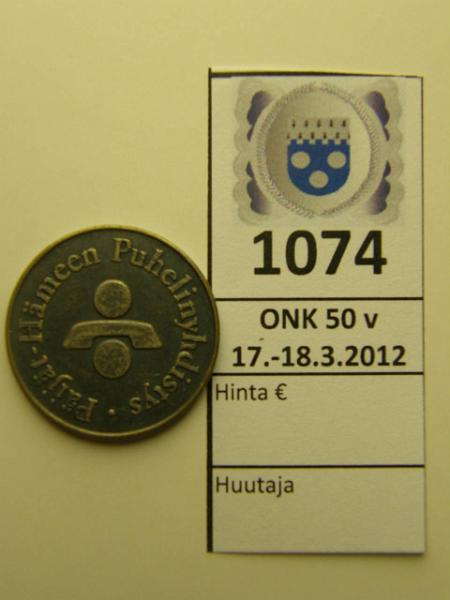 Päijät-Hämeen Puhelinyhdistys •
1074
ONK 50 v
17.-18.3.2012
Hinta €
Huutaja